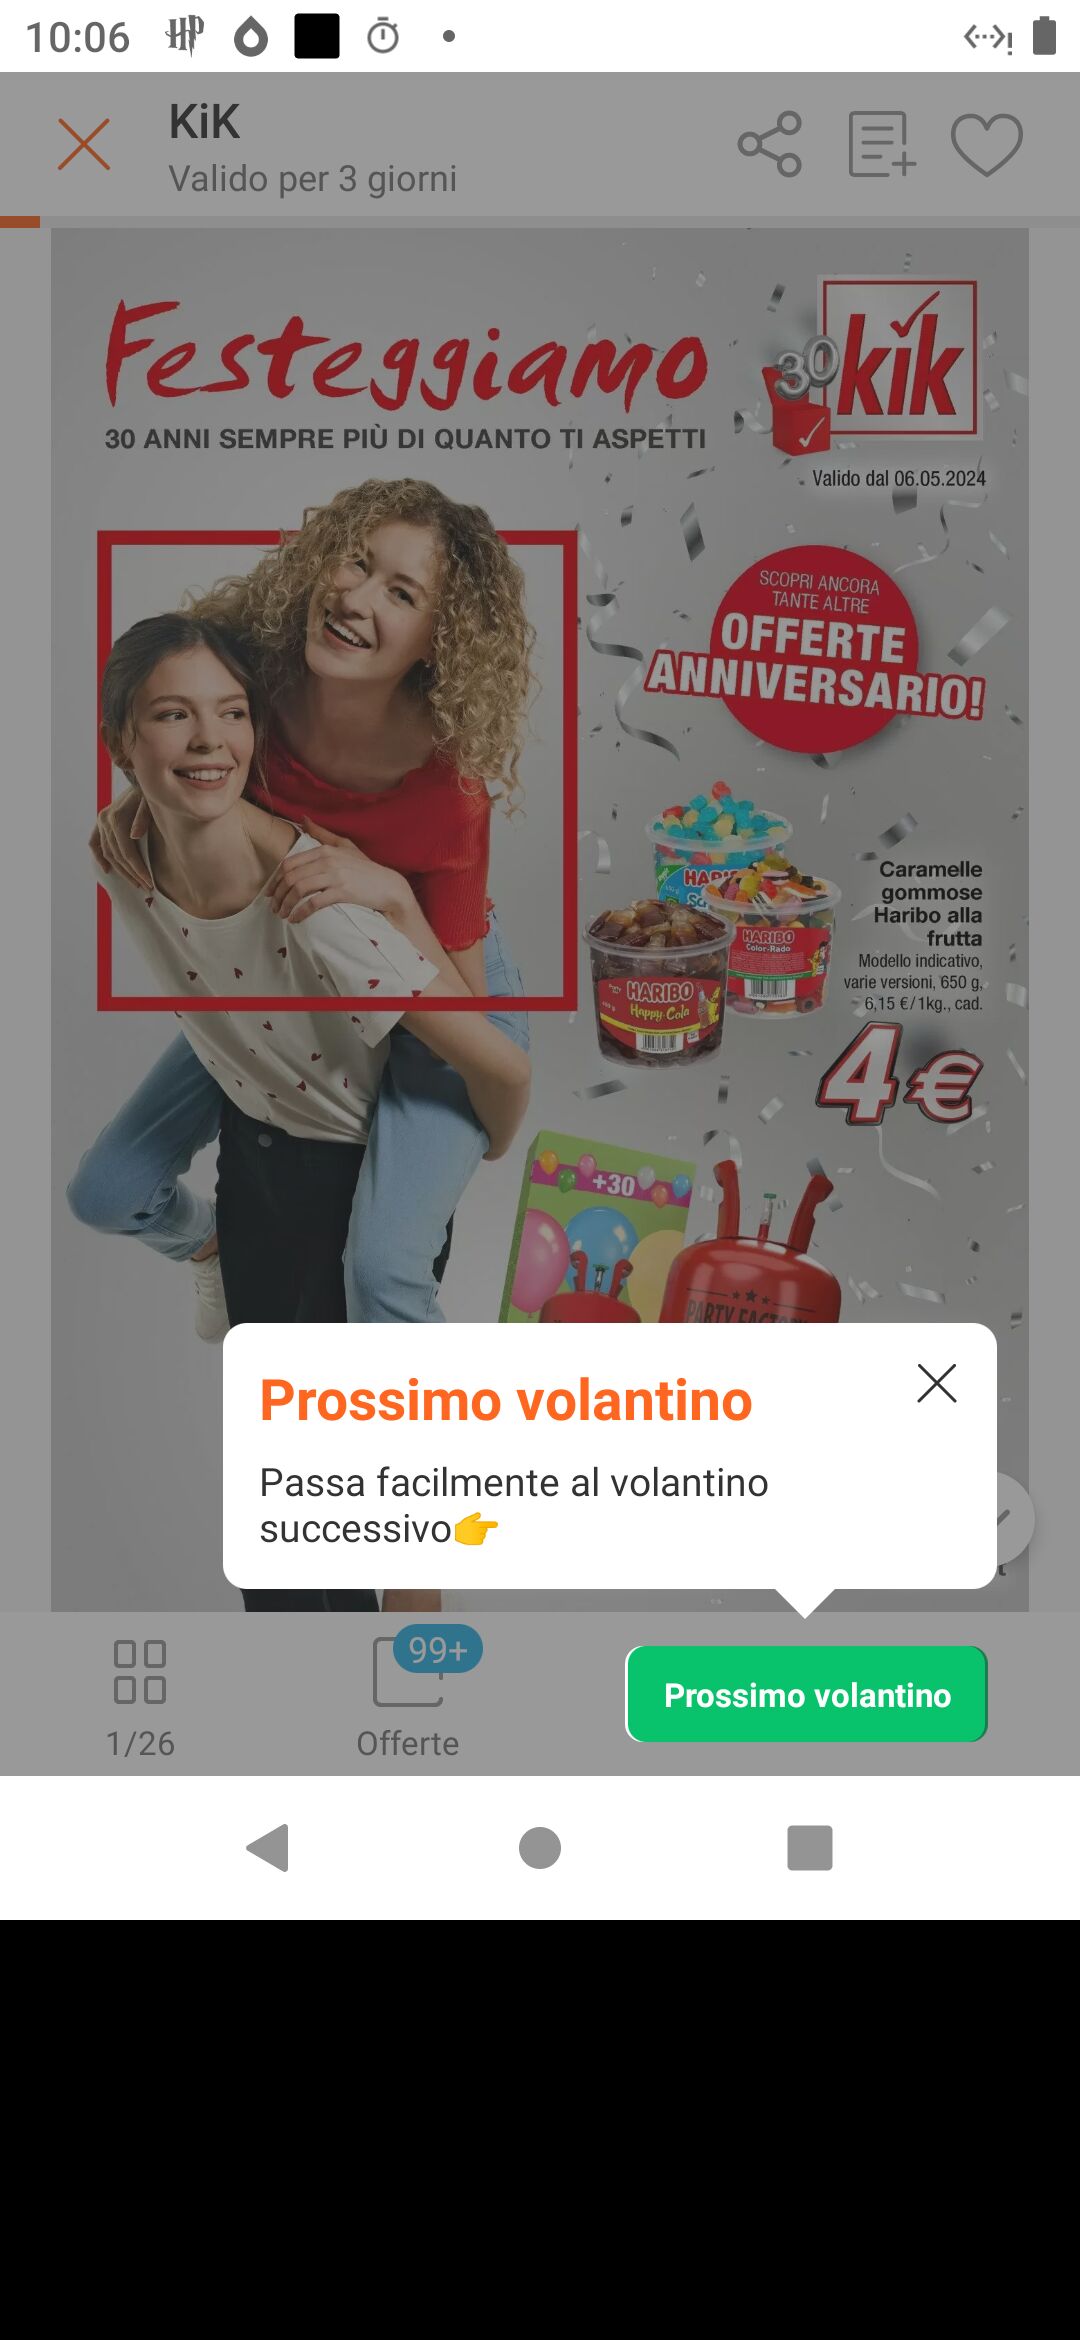 10:06
KiK
Valido per 3 giorni
Festeggiamo
30 ANNI SEMPRE PIÙ DI QUANTO TI ASPETTI
30
kik
Valido dal 06.05.2024
SCOPRI ANCORA
TANTE ALTRE
OFFERTE
ANNIVERSARIO!
HARIBO
Color-Rado
HARIBO
Happy-Cola
Caramelle
gommose
Haribo alla
frutta
Modello indicativo,
varie versioni, 650 g,
6,15 €/1kg., cad.
4 €
+30
PARTY FACTORY
Prossimo volantino
Passa facilmente al volantino
successivo👉
1/26
99+
Offerte
Prossimo volantino